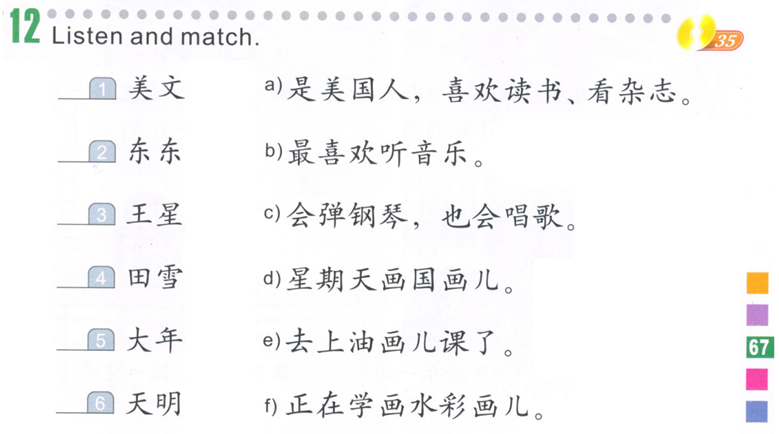 12 Listen and match. 35
1 美文 a) 是美国人，喜欢读书、看杂志。
2 东东 b) 最喜欢听音乐。
3 王星 c) 会弹钢琴，也会唱歌。
4 田雪 d) 星期天画国画儿。
5 大年 e) 去上油画儿课了。
67
6 天明 f) 正在学画水彩画儿。